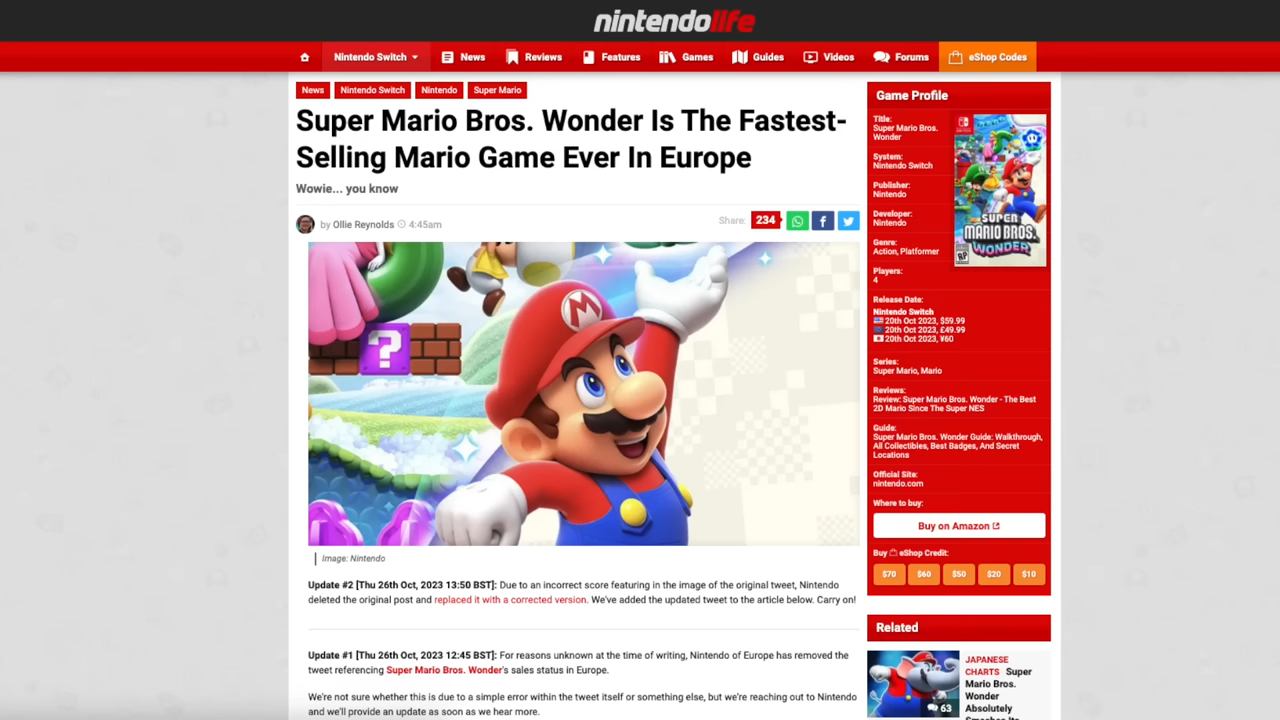 nintendolife
Nintendo Switch
News
Reviews
Features
Games
Guides
Videos
Forums
eShop Codes
News
Nintendo Switch
Nintendo
Super Mario
Super Mario Bros. Wonder Is The Fastest-
Selling Mario Game Ever In Europe
Wowie... you know
by Ollie Reynolds 4:45am
Share: 234
M
?
Image: Nintendo
Update #2 [Thu 26th Oct, 2023 13:50 BST]: Due to an incorrect score featuring in the image of the original tweet, Nintendo
deleted the original post and replaced it with a corrected version. We've added the updated tweet to the article below. Carry on!
Update #1 [Thu 26th Oct, 2023 12:45 BST]: For reasons unknown at the time of writing, Nintendo of Europe has removed the
tweet referencing Super Mario Bros. Wonder's sales status in Europe.
We're not sure whether this is due to a simple error within the tweet itself or something else, but we're reaching out to Nintendo
and we'll provide an update as soon as we hear more.
Game Profile
Title:
Super Mario Bros.
Wonder
System:
Nintendo Switch
Publisher:
Nintendo
Developer:
Nintendo
Genre:
Action, Platformer
Players:
4
SUPER
MARIO BROS.
WONDER
RP
Release Date:
Nintendo Switch
20th Oct 2023, $59.99
20th Oct 2023, £49.99
20th Oct 2023, ¥60
Series:
Super Mario, Mario
Reviews:
Review: Super Mario Bros. Wonder - The Best
2D Mario Since The Super NES
Guide:
Super Mario Bros. Wonder Guide: Walkthrough,
All Collectibles, Best Badges, And Secret
Locations
Official Site:
nintendo.com
Where to buy:
Buy on Amazon
Buy eShop Credit:
$70
$60
$50
$20
$10
Related
JAPANESE
CHARTS Super
Mario Bros.
Wonder
Absolutely
Smashes Its
63